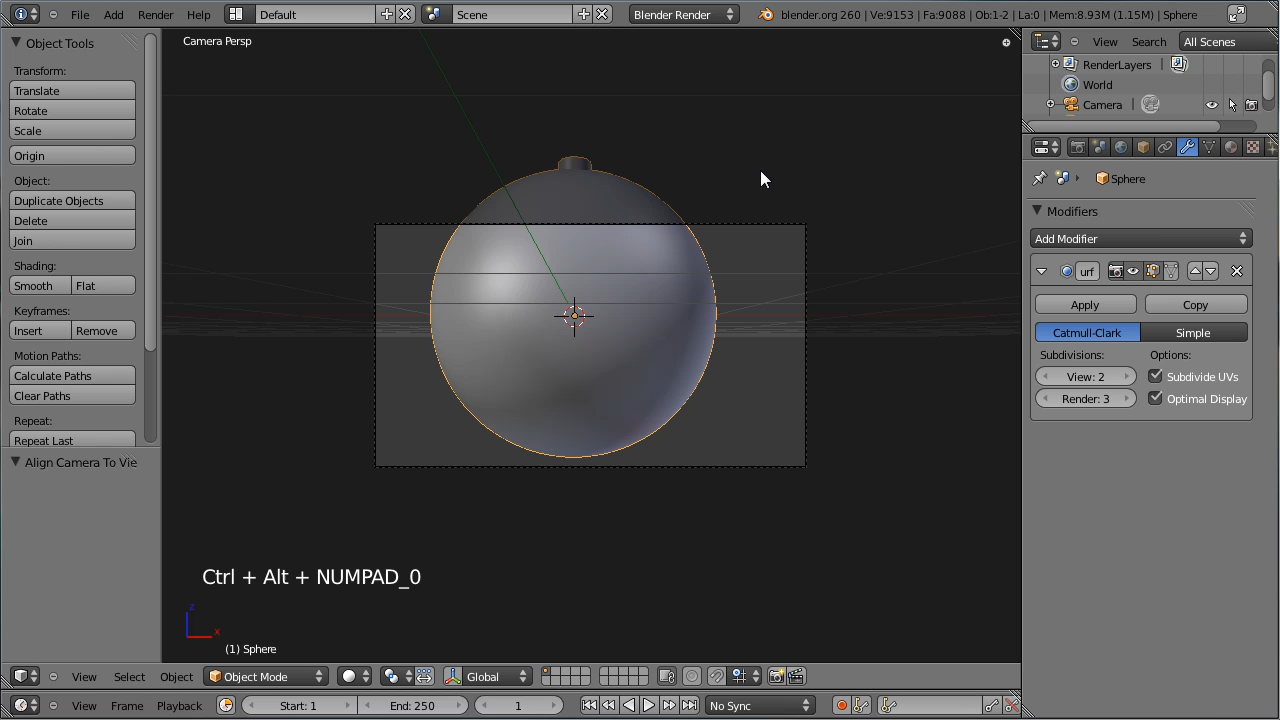 File Add Render Help Default Scene Blender Render blender.org 260 | Ve:9153 | Fa:9088 | Ob:1-2 | La:0 | Mem:8.93M (1.15M) | Sphere
Object Tools
Transform:
Translate
Rotate
Scale
Origin
Object:
Duplicate Objects
Delete
Join
Shading:
Smooth Flat
Keyframes:
Insert Remove
Motion Paths:
Calculate Paths
Clear Paths
Repeat:
Repeat Last
Align Camera To Vie
Camera Persp
Ctrl + Alt + NUMPAD_0
z
x
(1) Sphere
View Search All Scenes
RenderLayers
World
Camera
Sphere
Modifiers
Add Modifier
urf
Apply Copy
Catmull-Clark Simple
Subdivisions: Options:
View: 2 Subdivide UVs
Render: 3 Optimal Display
View Select Object Object Mode Global
View Frame Playback Start: End: 250 1 No Sync